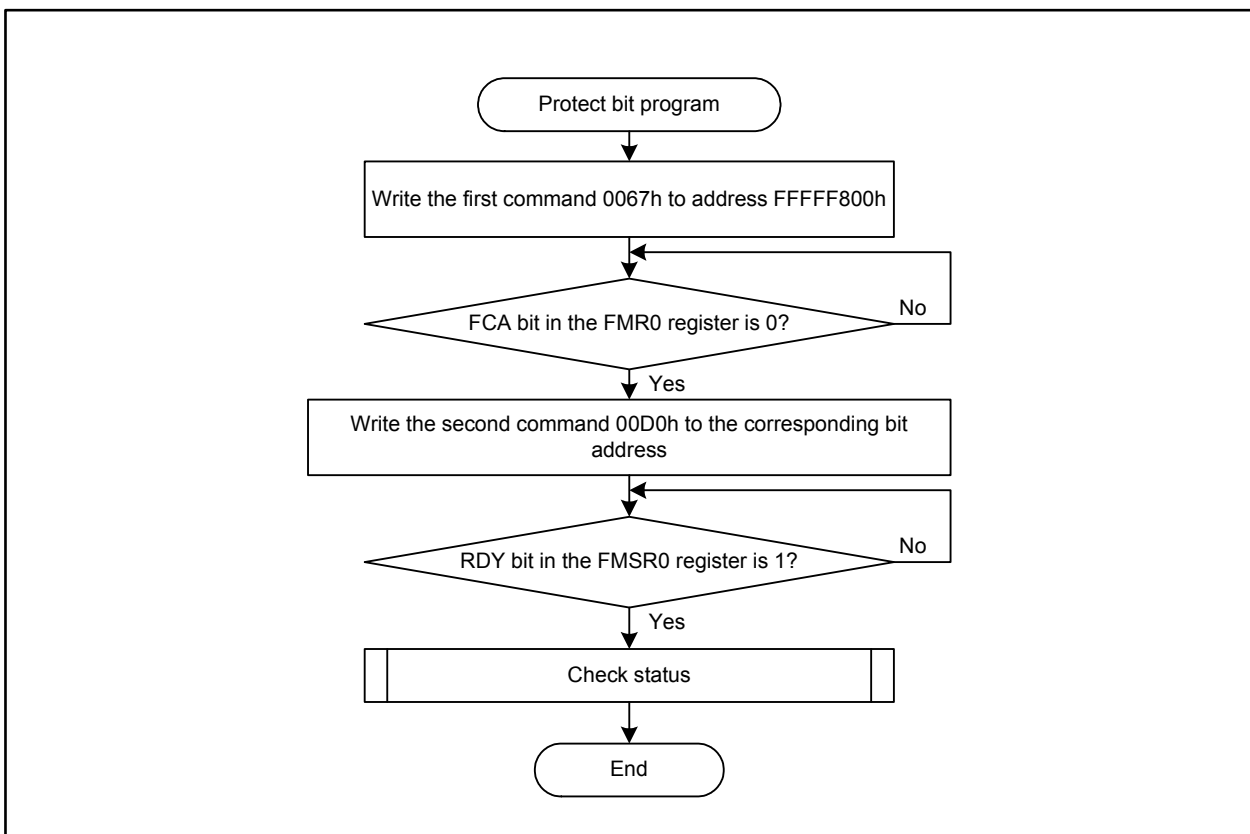 Protect bit program
Write the first command 0067h to address FFFFF800h
FCA bit in the FMR0 register is 0?
No
Yes
Write the second command 00D0h to the corresponding bit
address
RDY bit in the FMSR0 register is 1?
No
Yes
Check status
End